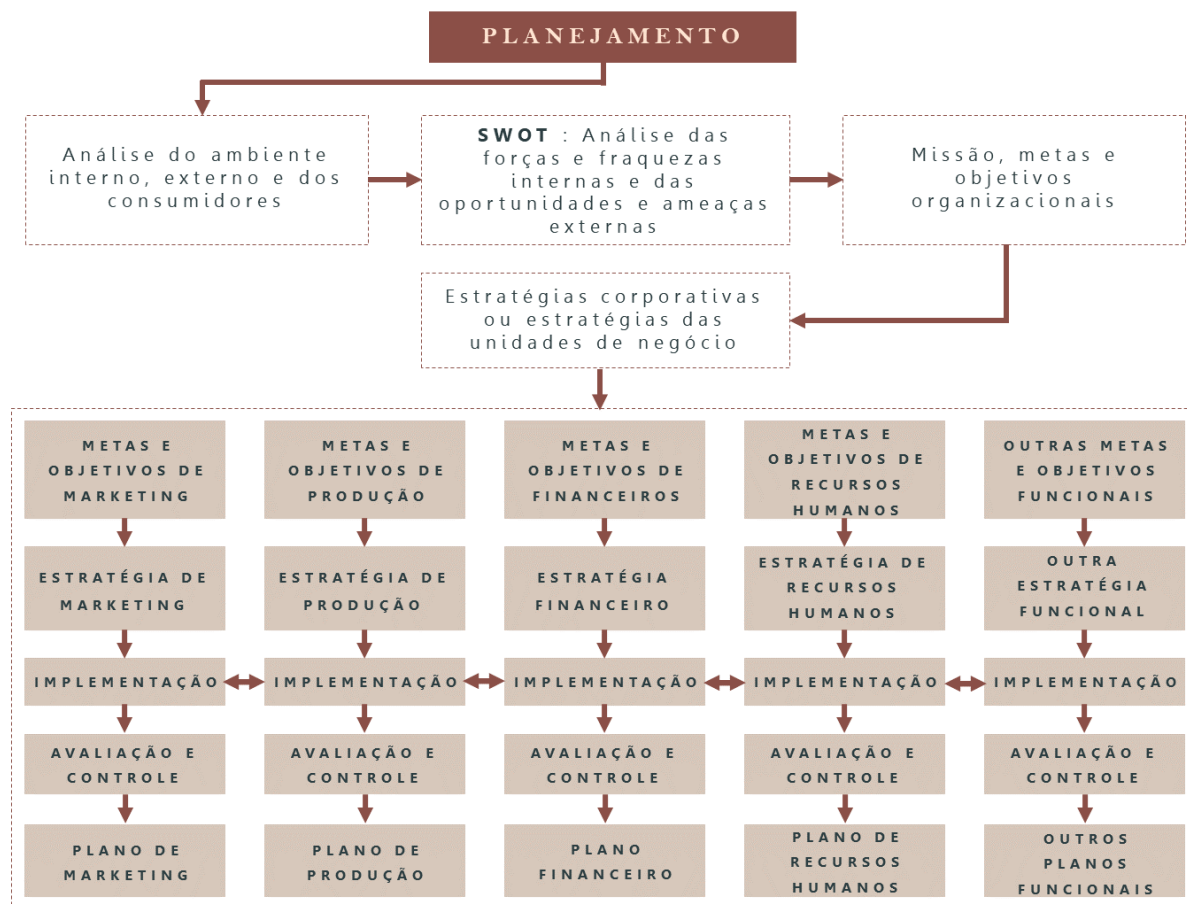 PLANEJAMENTO
Análise do ambiente
interno, externo e dos
consumidores
SWOT : Análise das
forças e fraquezas
internas e das
oportunidades e ameaças
externas
Missão, metas e
objetivos
organizacionais
Estratégias corporativas
ou estratégias das
unidades de negócio
METAS E
OBJETIVOS DE
MARKETING
METAS E
OBJETIVOS DE
PRODUÇÃO
METAS E
OBJETIVOS DE
FINANCEIROS
METAS E
OBJETIVOS DE
RECURSOS
HUMANOS
OUTRAS METAS
E OBJETIVOS
FUNCIONAIS
ESTRATÉGIA DE
MARKETING
ESTRATÉGIA DE
PRODUÇÃO
ESTRATÉGIA
FINANCEIRO
ESTRATÉGIA DE
RECURSOS
HUMANOS
OUTRA
ESTRATÉGIA
FUNCIONAL
IMPLEMENTAÇÃO
IMPLEMENTAÇÃO
IMPLEMENTAÇÃO
IMPLEMENTAÇÃO
IMPLEMENTAÇÃO
AVALIAÇÃO E
CONTROLE
AVALIAÇÃO E
CONTROLE
AVALIAÇÃO E
CONTROLE
AVALIAÇÃO E
CONTROLE
AVALIAÇÃO E
CONTROLE
PLANO DE
MARKETING
PLANO DE
PRODUÇÃO
PLANO
FINANCEIRO
PLANO DE
RECURSOS
HUMANOS
OUTROS
PLANOS
FUNCIONAIS